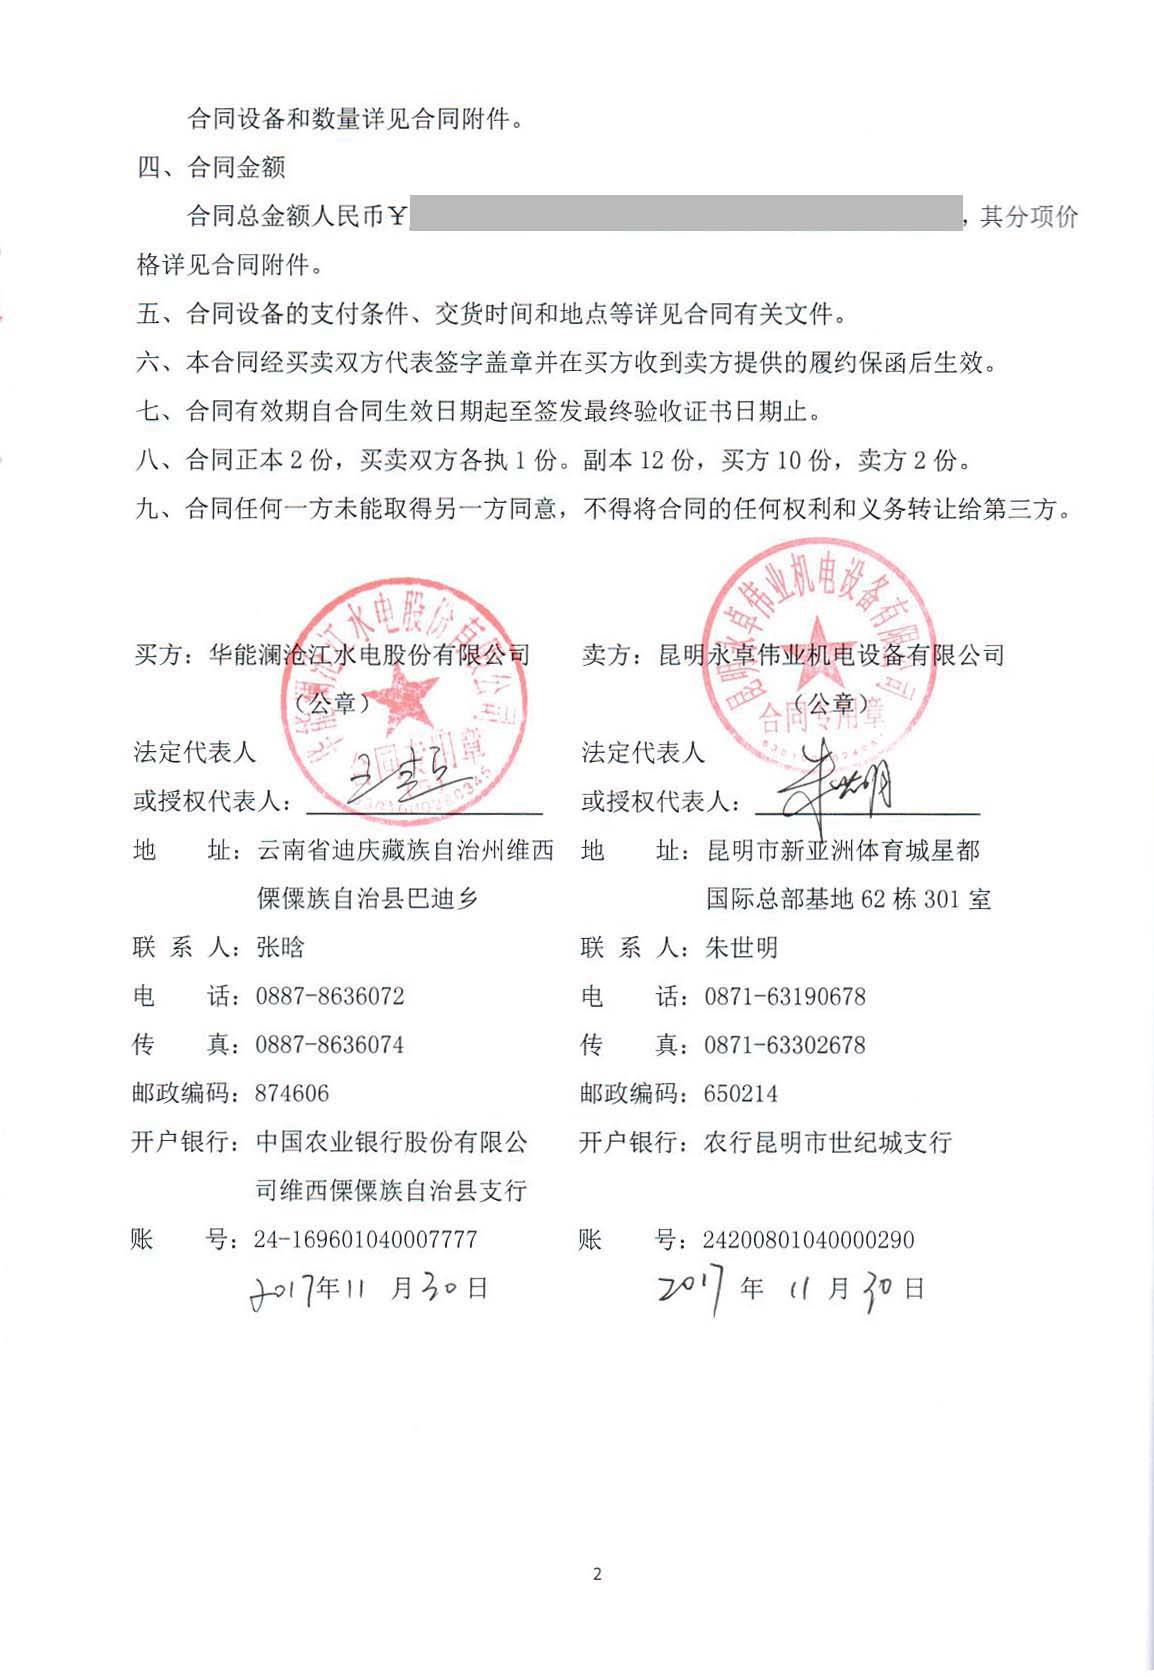 合同设备和数量详见合同附件。
四、合同金额
合同总金额人民币￥，其分项价
格详见合同附件。
五、合同设备的支付条件、交货时间和地点等详见合同有关文件。
六、本合同经买卖双方代表签字盖章并在买方收到卖方提供的履约保函后生效。
七、合同有效期自合同生效日期起至签发最终验收证书日期止。
八、合同正本2份，买卖双方各执1份。副本12份，买方10份，卖方2份。
九、合同任何一方未能取得另一方同意，不得将合同的任何权利和义务转让给第三方。
买方：华能澜沧江水电股份有限公司
（公章）
华能澜沧江水电股份有限公司
合同专用章
法定代表人
或授权代表人：
地 址：云南省迪庆藏族自治州维西
傈僳族自治县巴迪乡
联 系 人：张晗
电 话：0887-8636072
传 真：0887-8636074
邮政编码：874606
开户银行：中国农业银行股份有限公
司维西傈僳族自治县支行
账 号：24-169601040007777
2017年11月30日
卖方：昆明永卓伟业机电设备有限公司
（公章）
昆明永卓伟业机电设备有限公司
合同专用章
法定代表人
或授权代表人：朱世明
地 址：昆明市新亚洲体育城星都
国际总部基地62栋301室
联 系 人：朱世明
电 话：0871-63190678
传 真：0871-63302678
邮政编码：650214
开户银行：农行昆明市世纪城支行
账 号：24200801040000290
2017年11月30日
2